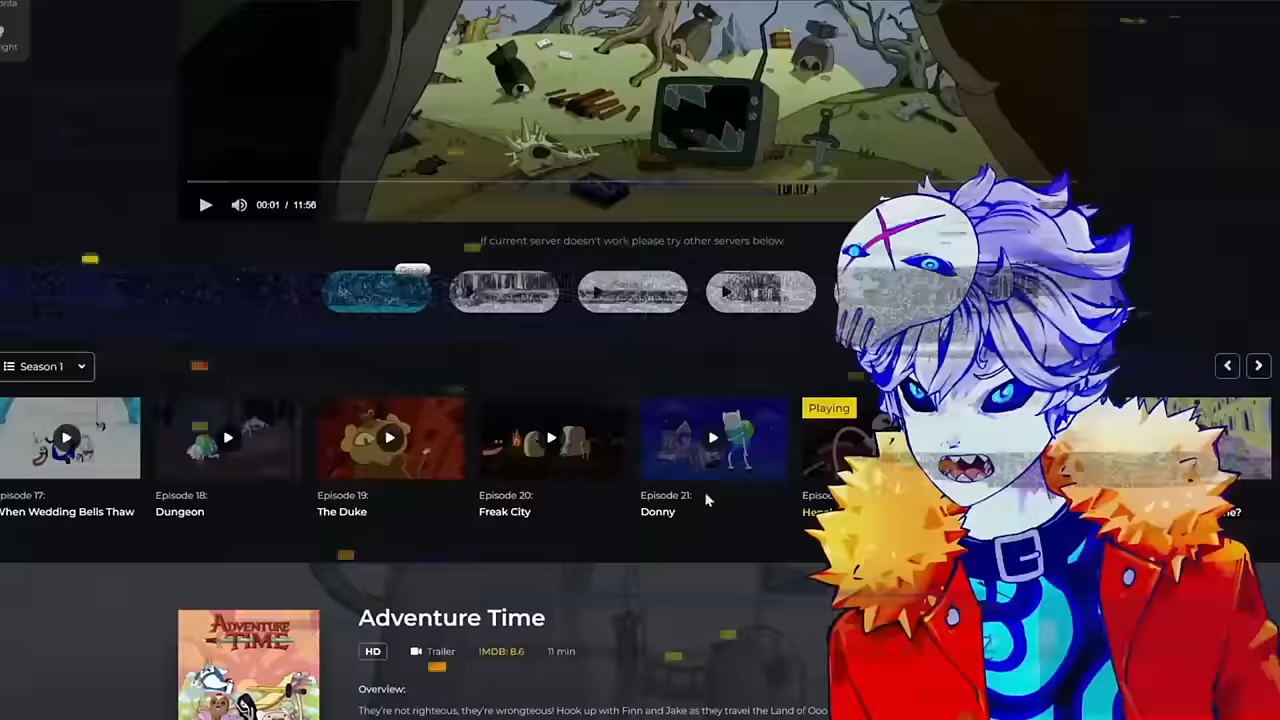 00:01 / 11:56
If current server doesn't work please try other servers below
Season 1
Playing
Episode 18:
Episode 19:
Episode 20:
Episode 21:
When Wedding Bells Thaw
Dungeon
The Duke
Freak City
Donny
Adventure Time
ADVENTURE TIME
HD
Trailer
IMDB: 8.6
11 min
Overview:
They're not righteous, they're wrongteous! Hook up with Finn and Jake as they travel the Land of Ooo